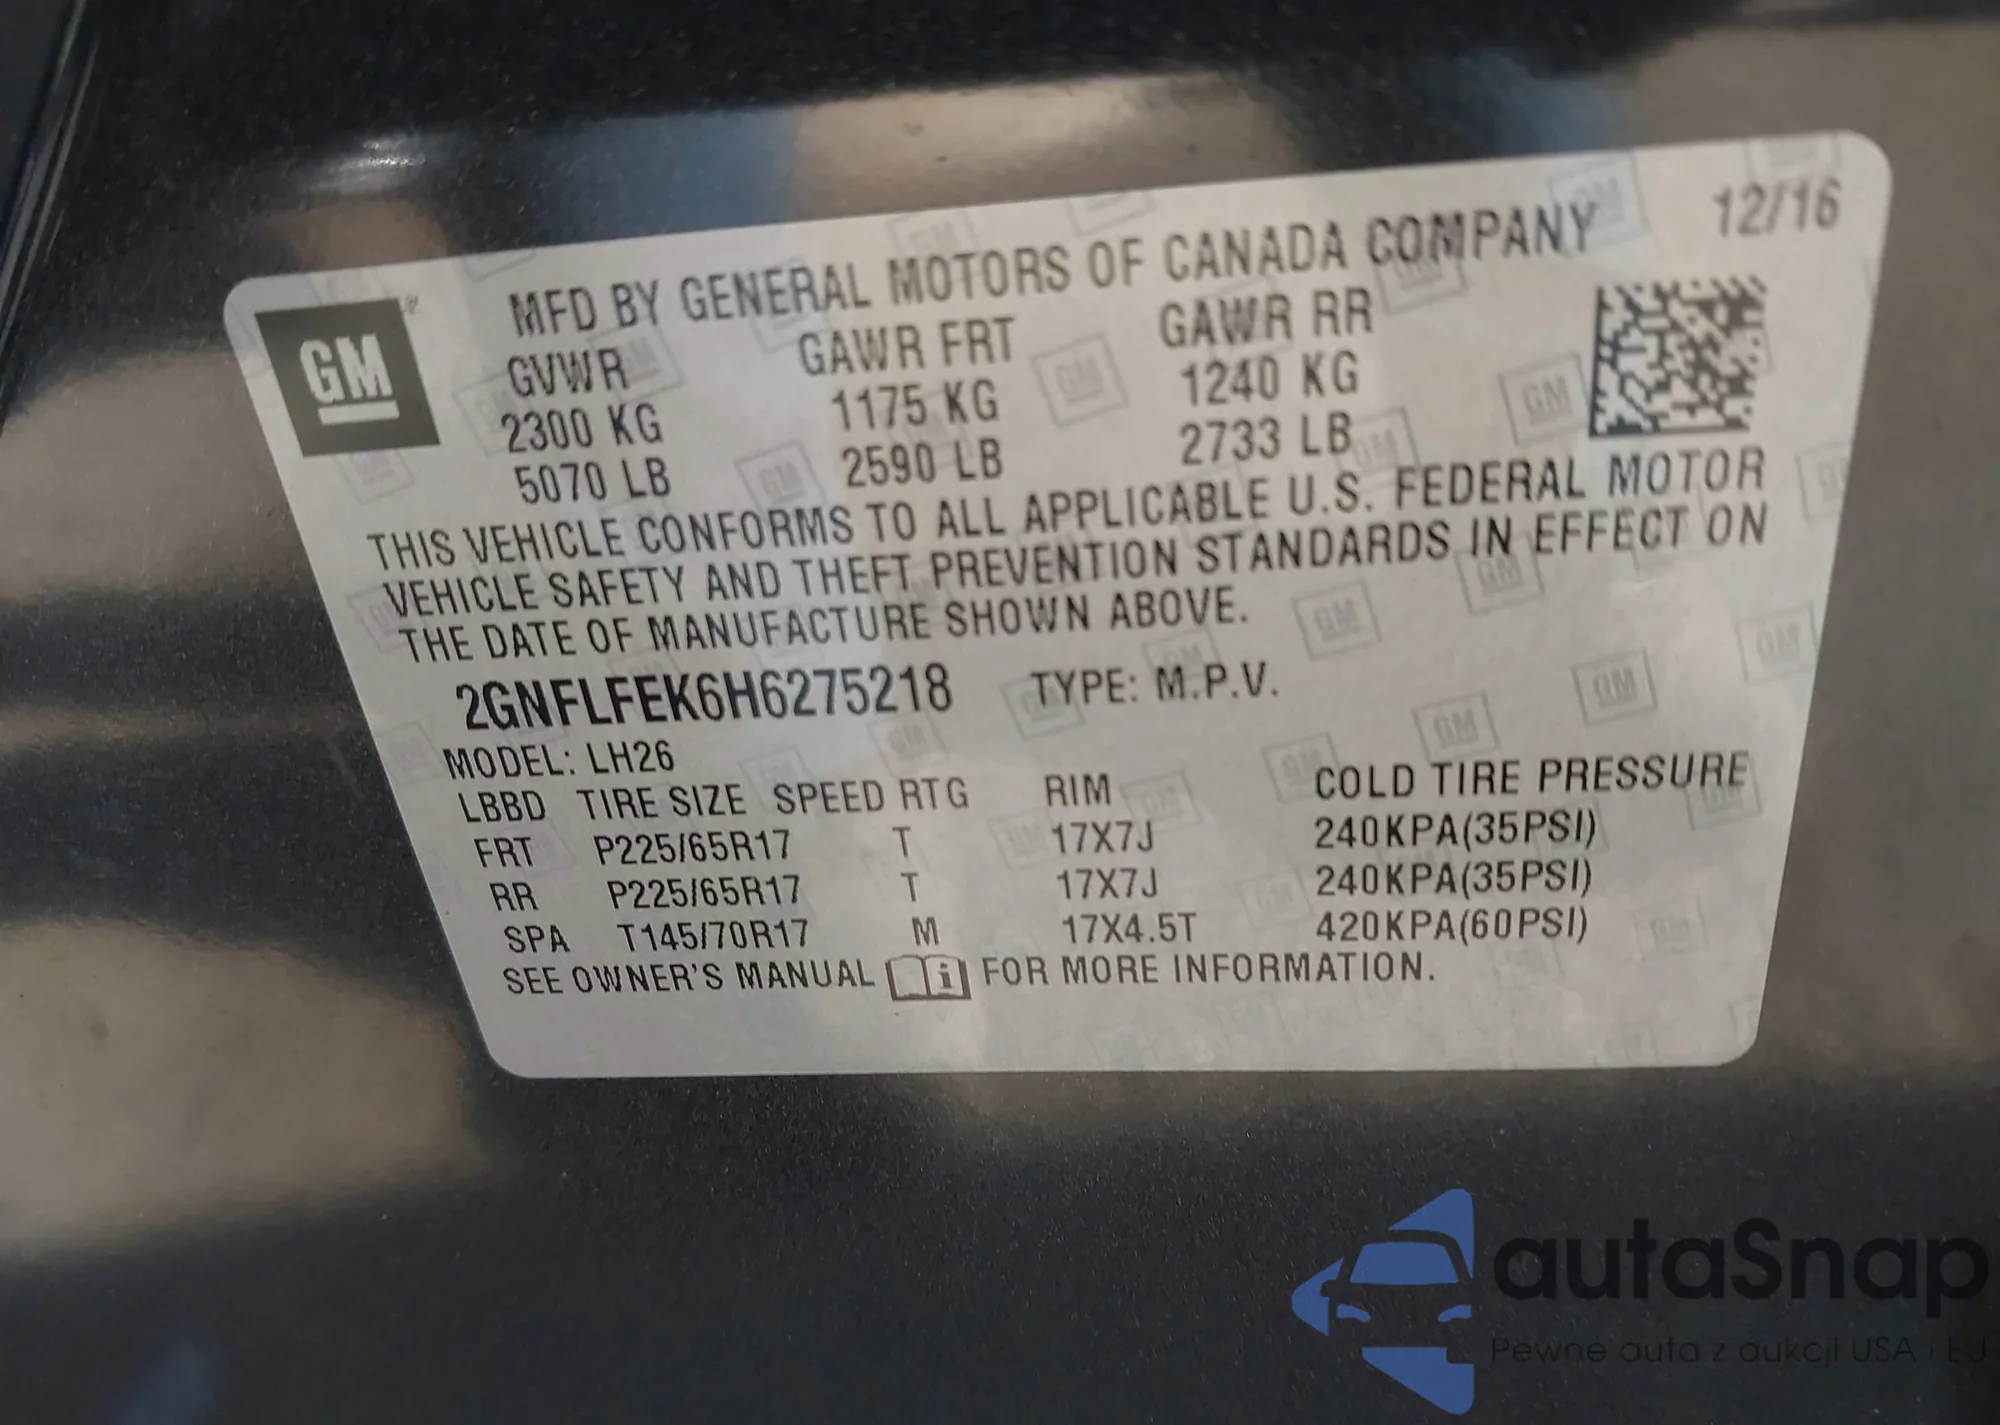 MFD BY GENERAL MOTORS OF CANADA COMPANY 12/16
GM
GVWR GAWR FRT GAWR RR
2300 KG 1175 KG 1240 KG
5070 LB 2590 LB 2733 LB
THIS VEHICLE CONFORMS TO ALL APPLICABLE U.S. FEDERAL MOTOR
VEHICLE SAFETY AND THEFT PREVENTION STANDARDS IN EFFECT ON
THE DATE OF MANUFACTURE SHOWN ABOVE.
2GNFLFEK6H6275218 TYPE: M.P.V.
MODEL: LH26
LBBD TIRE SIZE SPEED RTG RIM COLD TIRE PRESSURE
FRT P225/65R17 T 17X7J 240KPA(35PSI)
RR P225/65R17 T 17X7J 240KPA(35PSI)
SPA T145/70R17 M 17X4.5T 420KPA(60PSI)
SEE OWNER'S MANUAL i FOR MORE INFORMATION.
autaSnap
Pewne auta z aukcji USA i EU